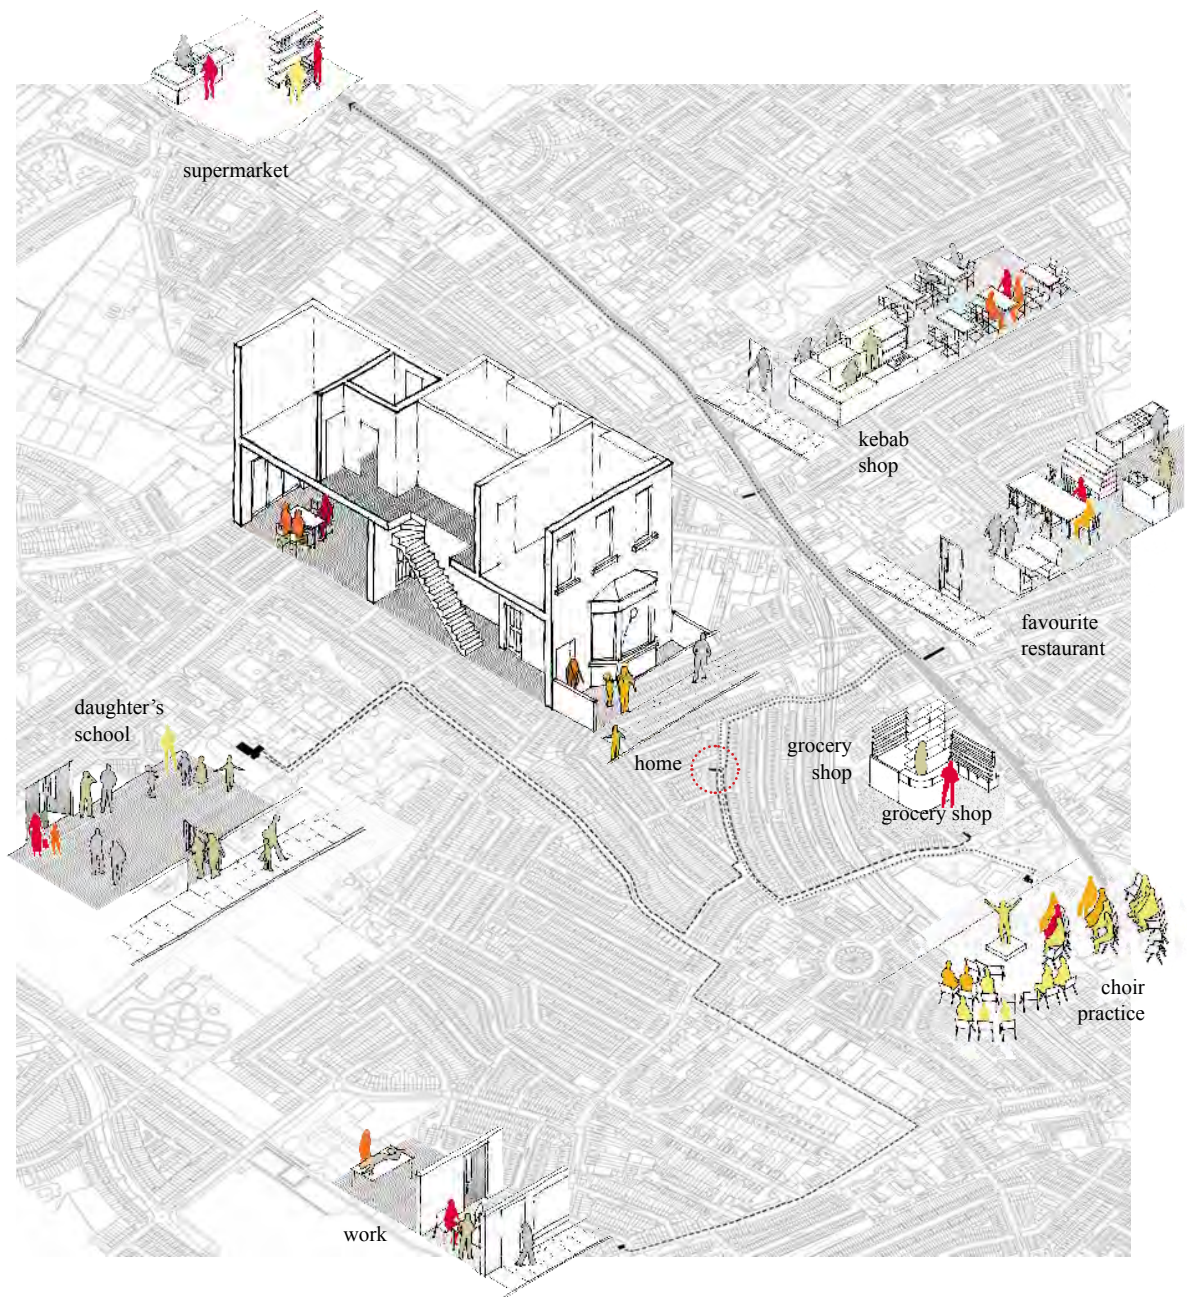 supermarket
kebab
shop
favourite
restaurant
daughter's
school
home
grocery
shop
grocery shop
choir
practice
work